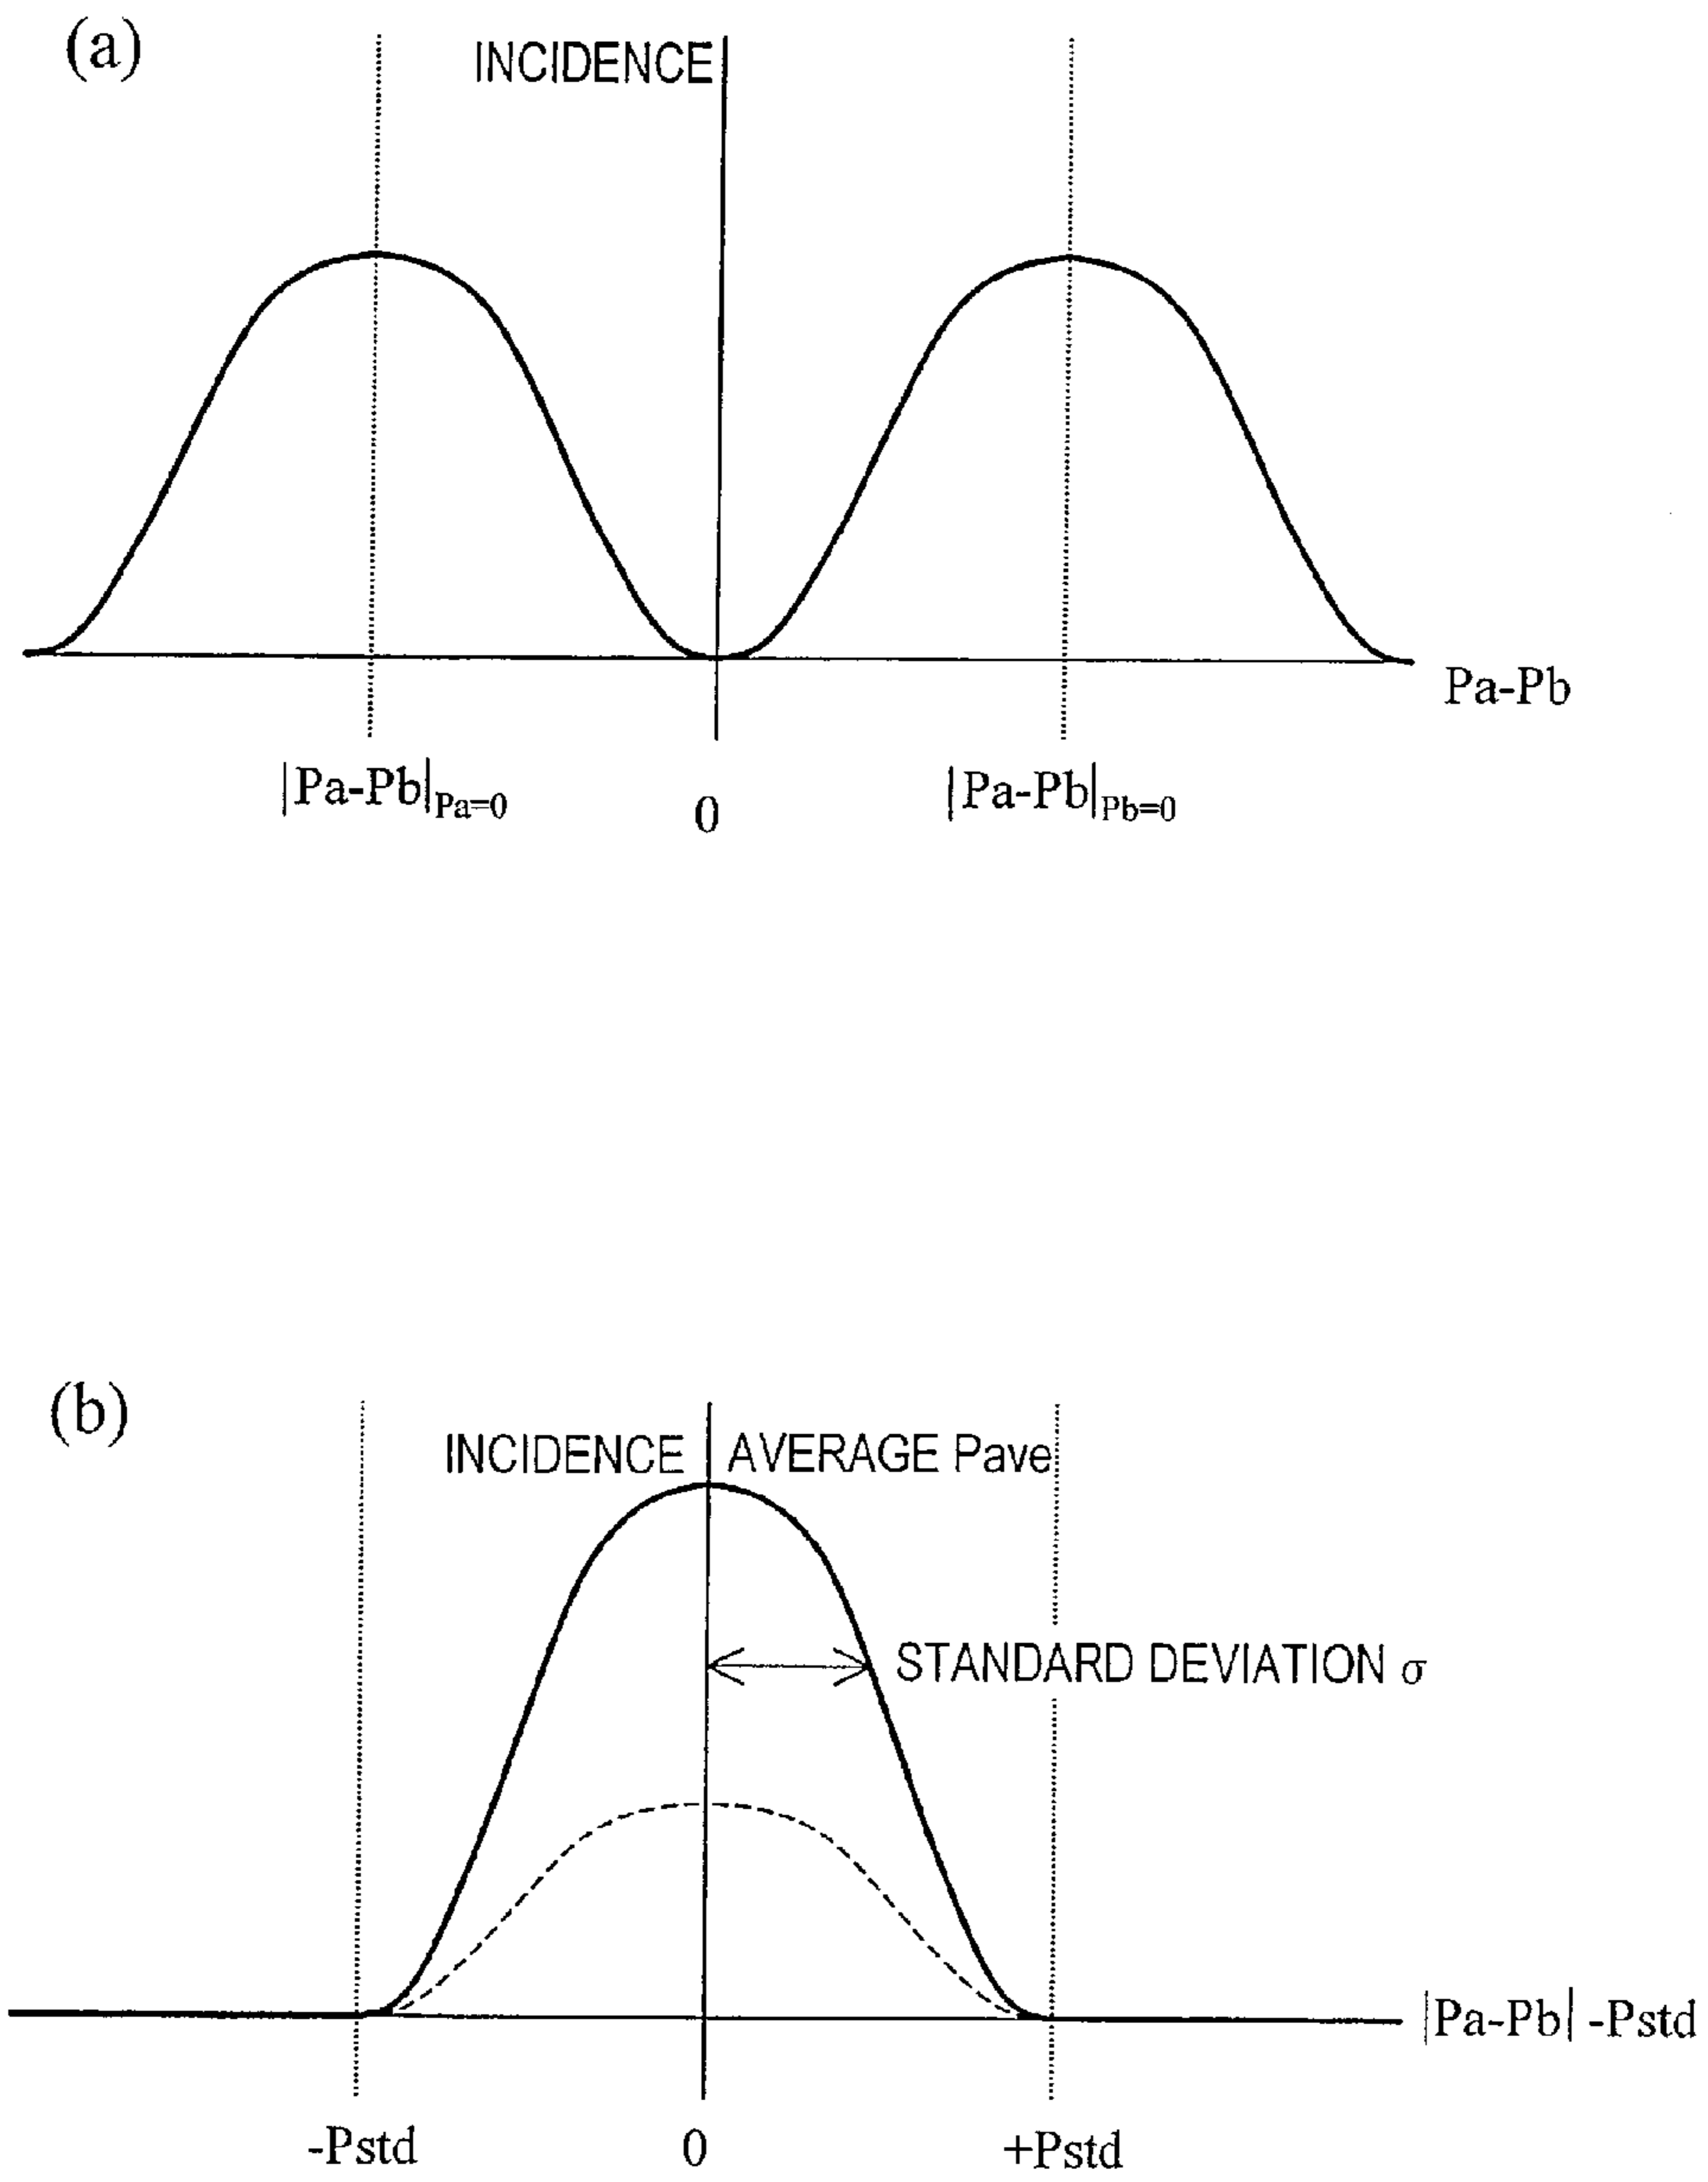 (a)
INCIDENCE
Pa-Pb
|Pa-Pb|Pa=0
0
|Pa-Pb|Pb=0
(b)
INCIDENCE
AVERAGE Pave
STANDARD DEVIATION σ
|Pa-Pb| -Pstd
-Pstd
0
+Pstd